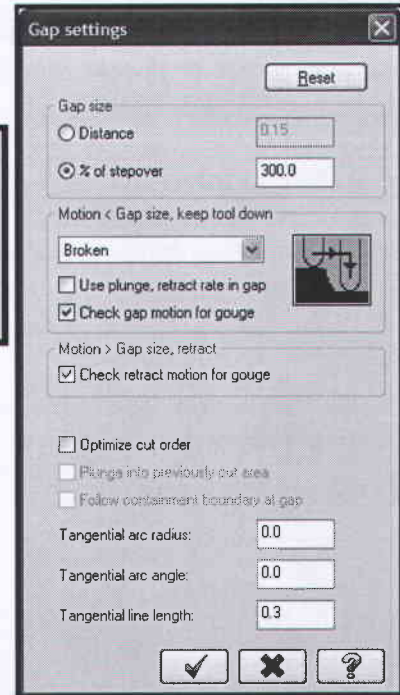 Gap settings
Reset
Gap size
Distance
0.15
% of stepover
300.0
Motion < Gap size, keep tool down
Broken
Use plunge, retract rate in gap
Check gap motion for gouge
Motion > Gap size, retract
Check retract motion for gouge
Optimize cut order
Plunge into previously cut area
Follow containment boundary at gap
Tangential arc radius:
0.0
Tangential arc angle:
0.0
Tangential line length:
0.3
?